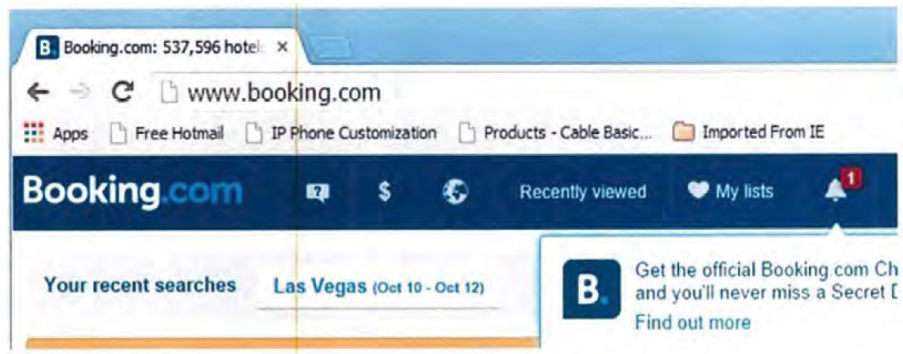 B. Booking.com: 537,596 hotel ×
www.booking.com
Apps Free Hotmail IP Phone Customization Products - Cable Basic... Imported From IE
Booking.com ? $ Recently viewed My lists 1
Your recent searches Las Vegas (Oct 10 - Oct 12)
B. Get the official Booking.com Ch
and you'll never miss a Secret D
Find out more